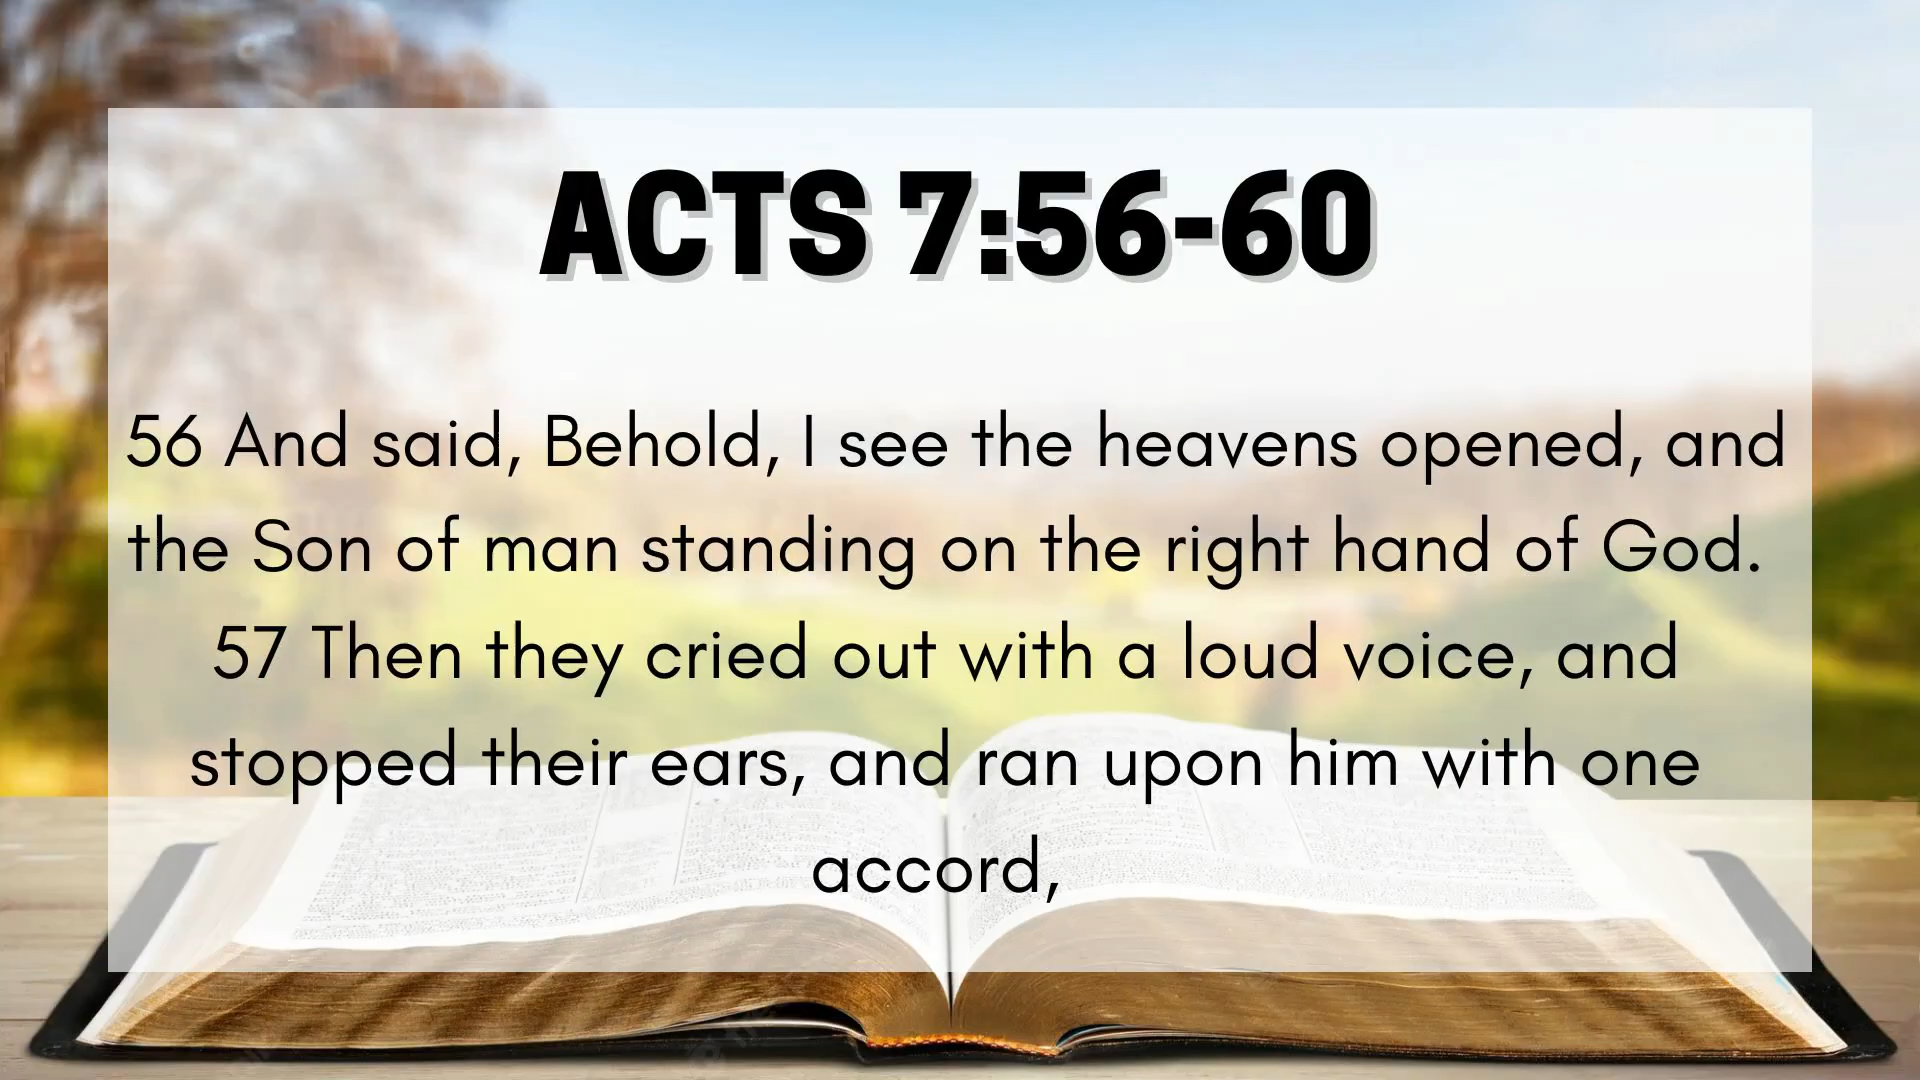 ACTS 7:56-60
56 And said, Behold, I see the heavens opened, and
the Son of man standing on the right hand of God.
57 Then they cried out with a loud voice, and
stopped their ears, and ran upon him with one
accord,